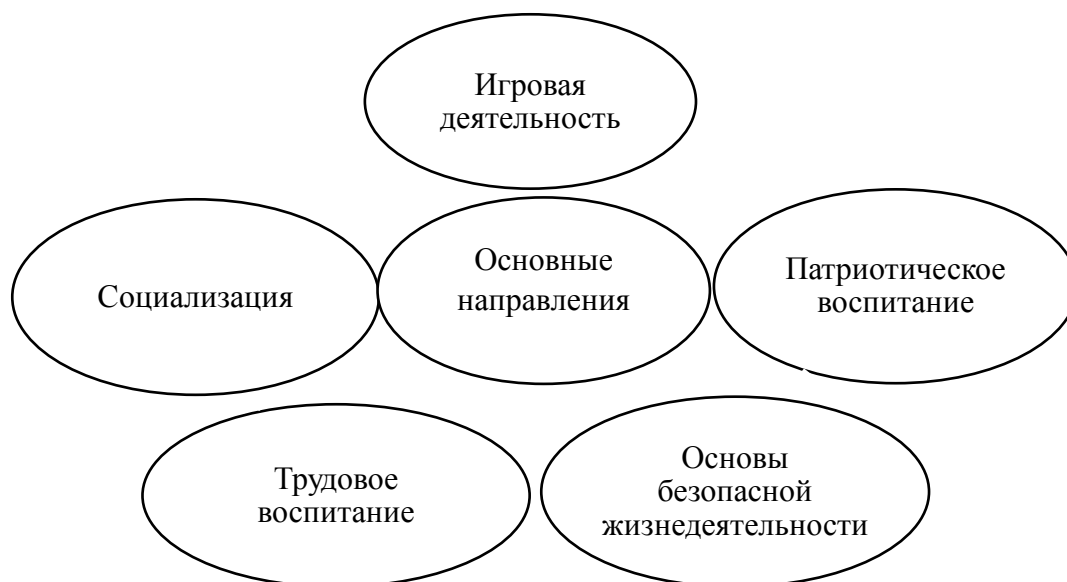 Игровая
деятельность
Социализация
Основные
направления
Патриотическое
воспитание
Трудовое
воспитание
Основы
безопасной
жизнедеятельности